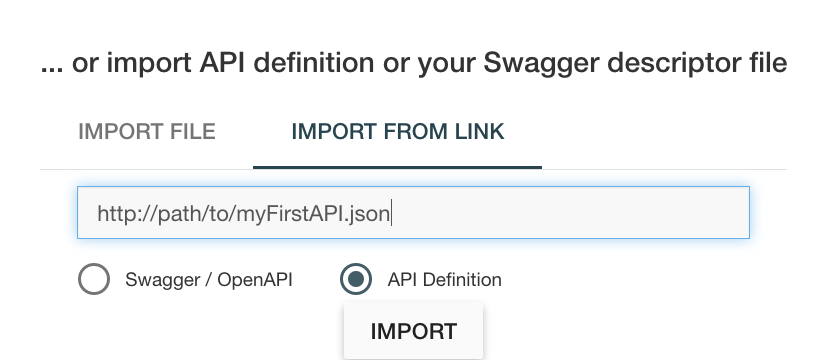 ... or import API definition or your Swagger descriptor file
IMPORT FILE IMPORT FROM LINK
http://path/to/myFirstAPI.json
Swagger / OpenAPI API Definition
IMPORT